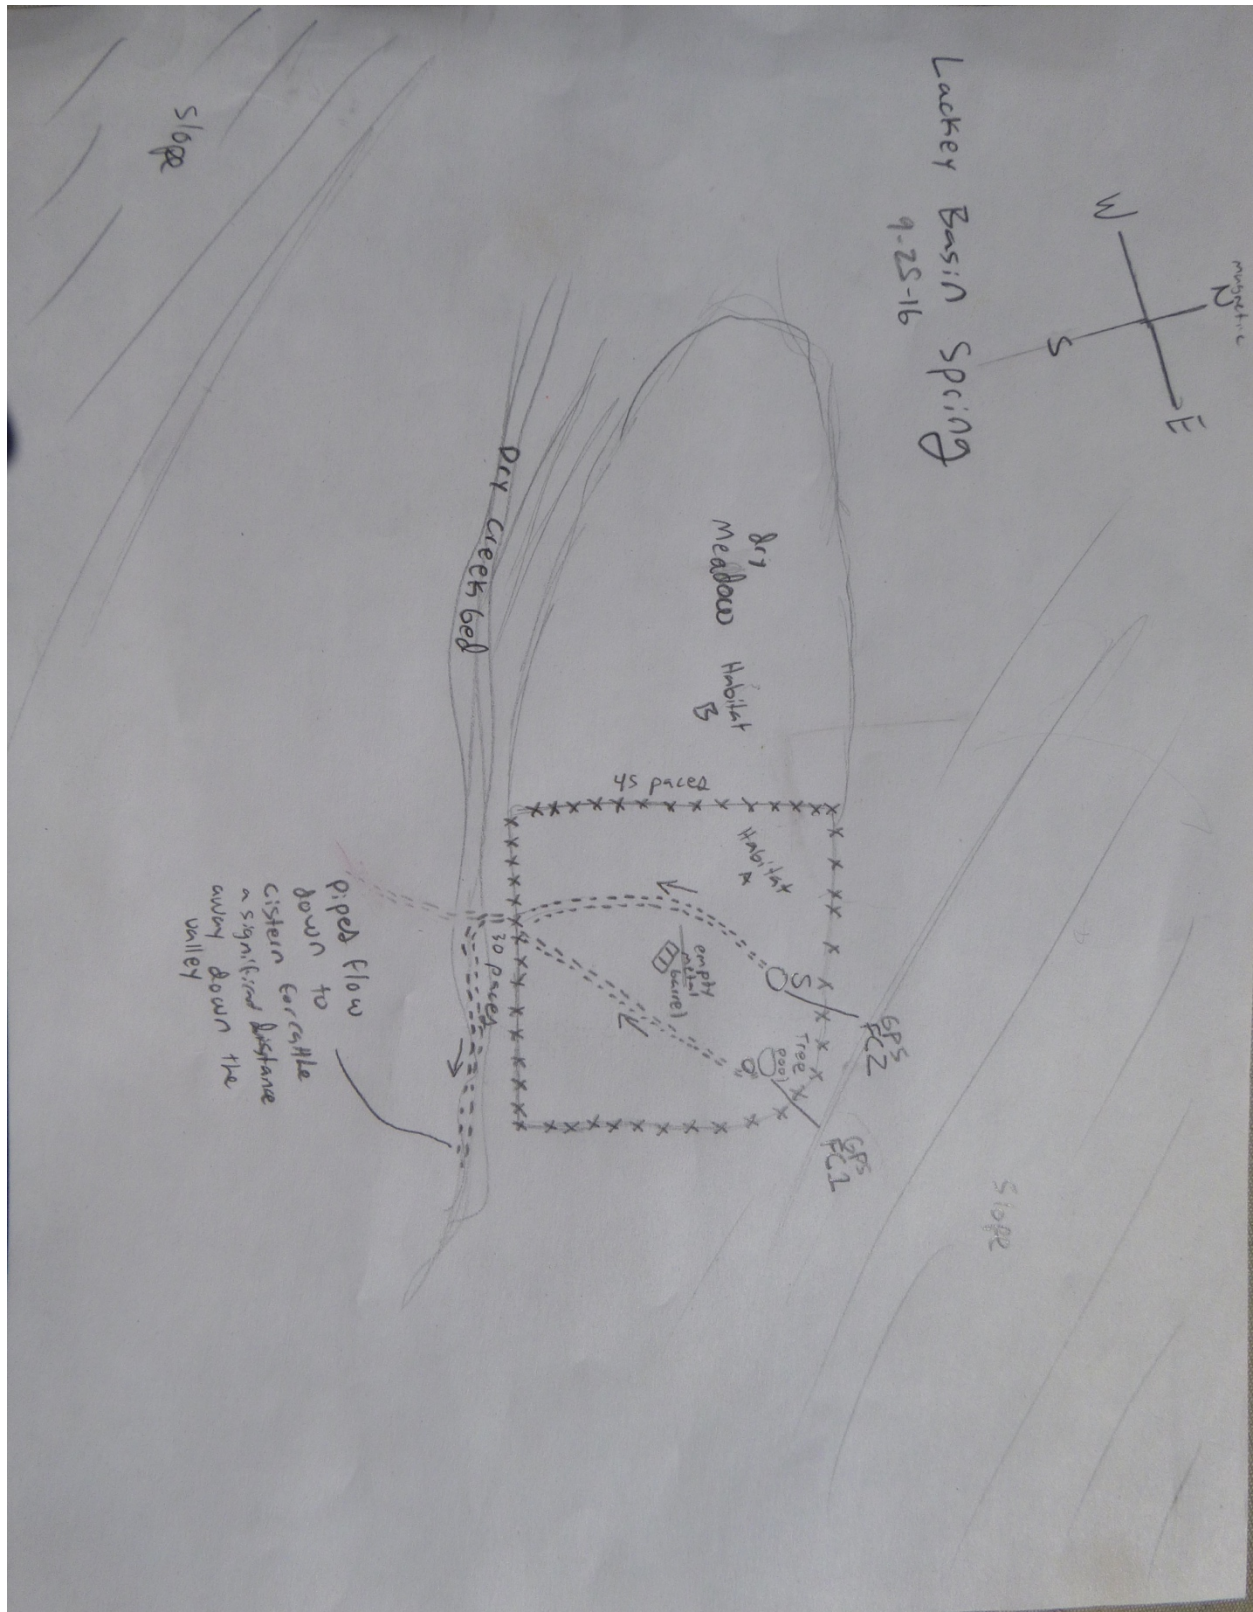 magnetic
N
W
E
S
Lackey Basin Spring
9-25-16
Slope
Dry Creek bed
dry
Meadow
Habitat
B
45 paces
Habitat
A
empty
metal
barrel
S
GPS
FC2
Tree
pool
GPS
FC1
30 paces
Slope
piped flow
down to
cistern for cattle
a significant distance
away down the
valley